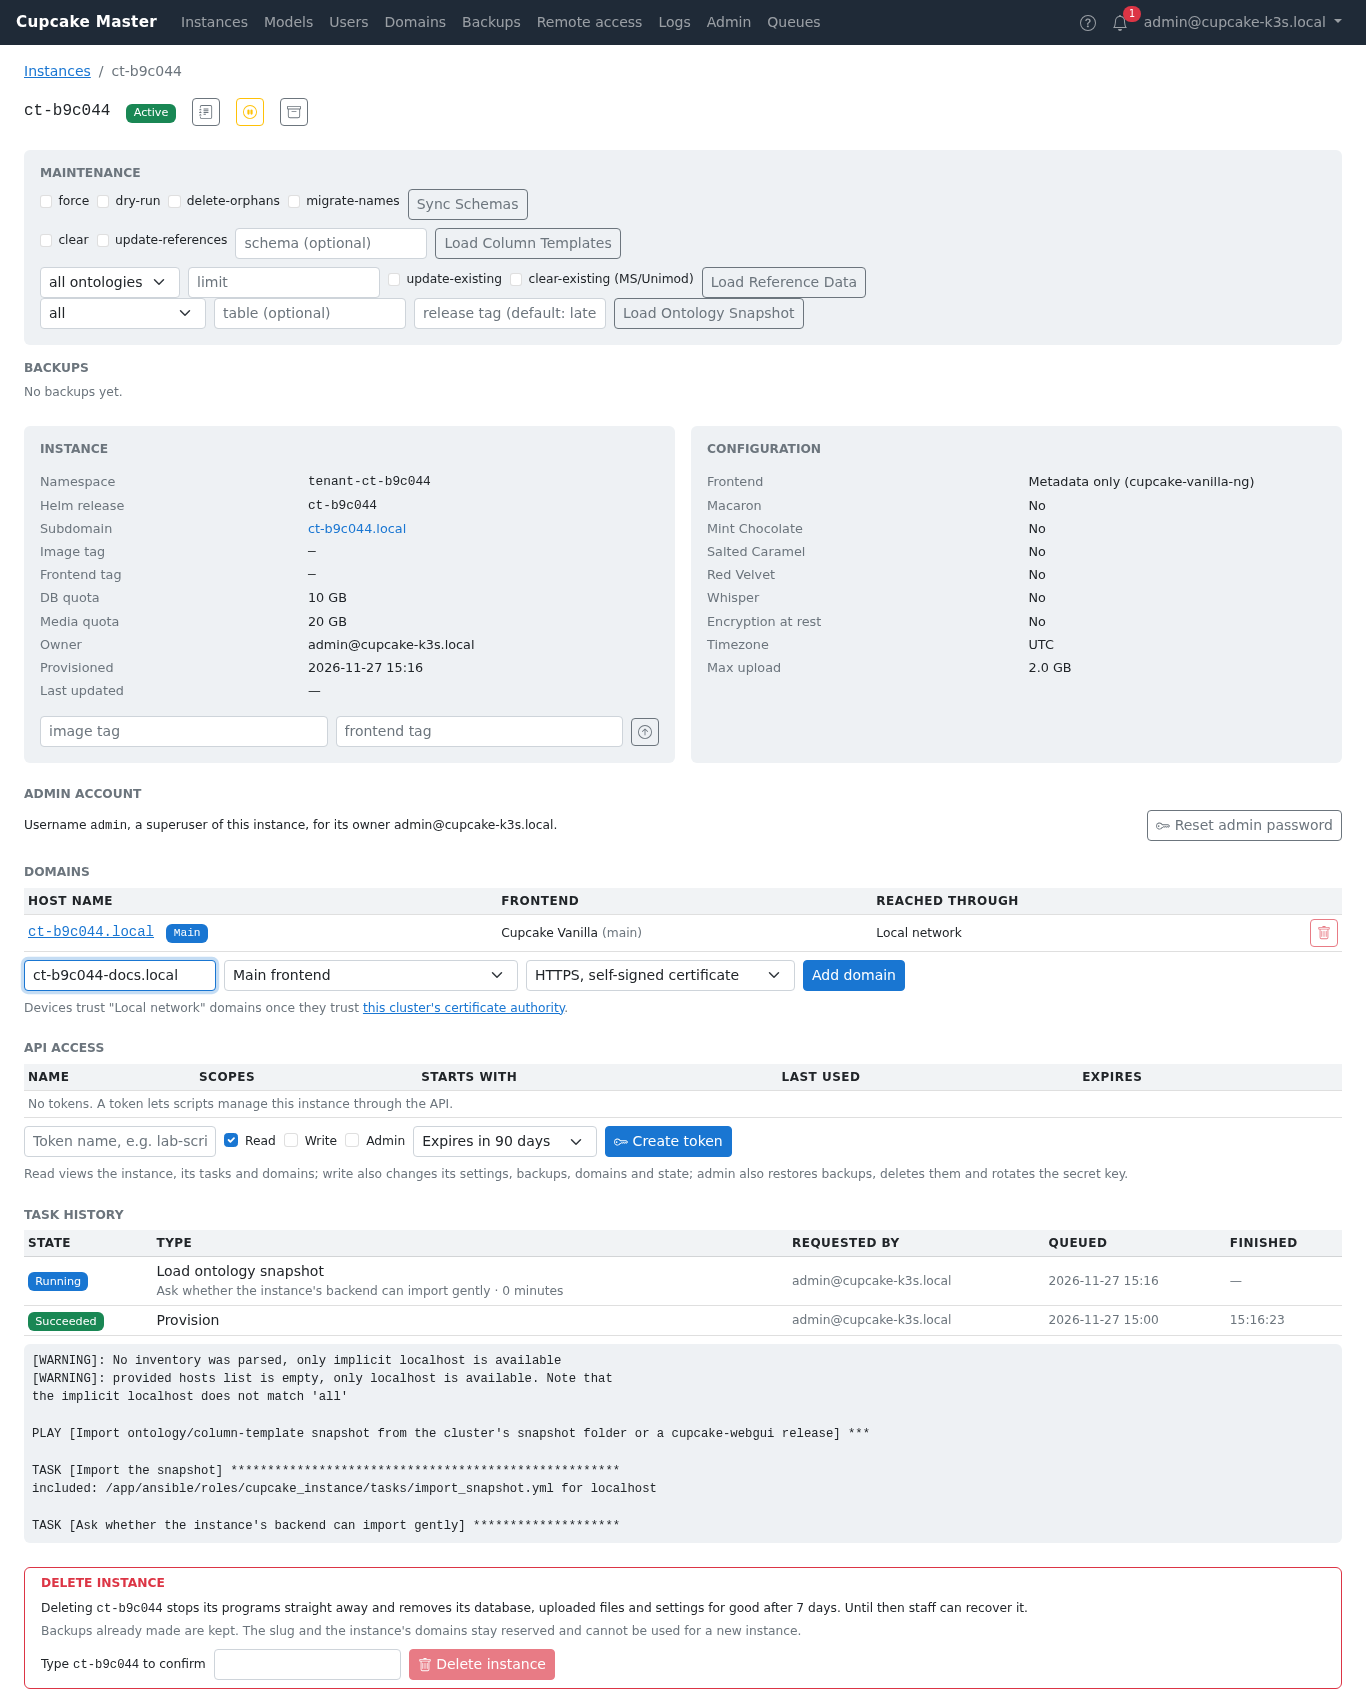 Cupcake Master Instances Models Users Domains Backups Remote access Logs Admin Queues 1 admin@cupcake-k3s.local
Instances / ct-b9c044
ct-b9c044 Active
MAINTENANCE
force dry-run delete-orphans migrate-names Sync Schemas
clear update-references schema (optional) Load Column Templates
all ontologies limit update-existing clear-existing (MS/Unimod) Load Reference Data
all table (optional) release tag (default: late Load Ontology Snapshot
BACKUPS
No backups yet.
INSTANCE
Namespace tenant-ct-b9c044
Helm release ct-b9c044
Subdomain ct-b9c044.local
Image tag —
Frontend tag —
DB quota 10 GB
Media quota 20 GB
Owner admin@cupcake-k3s.local
Provisioned 2026-11-27 15:16
Last updated —
image tag frontend tag
CONFIGURATION
Frontend Metadata only (cupcake-vanilla-ng)
Macaron No
Mint Chocolate No
Salted Caramel No
Red Velvet No
Whisper No
Encryption at rest No
Timezone UTC
Max upload 2.0 GB
ADMIN ACCOUNT
Username admin, a superuser of this instance, for its owner admin@cupcake-k3s.local. Reset admin password
DOMAINS
HOST NAME FRONTEND REACHED THROUGH
ct-b9c044.local Main Cupcake Vanilla (main) Local network
ct-b9c044-docs.local Main frontend HTTPS, self-signed certificate Add domain
Devices trust "Local network" domains once they trust this cluster's certificate authority.
API ACCESS
NAME SCOPES STARTS WITH LAST USED EXPIRES
No tokens. A token lets scripts manage this instance through the API.
Token name, e.g. lab-scri Read Write Admin Expires in 90 days Create token
Read views the instance, its tasks and domains; write also changes its settings, backups, domains and state; admin also restores backups, deletes them and rotates the secret key.
TASK HISTORY
STATE TYPE REQUESTED BY QUEUED FINISHED
Running Load ontology snapshot admin@cupcake-k3s.local 2026-11-27 15:16 —
Ask whether the instance's backend can import gently · 0 minutes
Succeeded Provision admin@cupcake-k3s.local 2026-11-27 15:00 15:16:23
[WARNING]: No inventory was parsed, only implicit localhost is available
[WARNING]: provided hosts list is empty, only localhost is available. Note that
the implicit localhost does not match 'all'
PLAY [Import ontology/column-template snapshot from the cluster's snapshot folder or a cupcake-webgui release] ***
TASK [Import the snapshot] *****************************************************
included: /app/ansible/roles/cupcake_instance/tasks/import_snapshot.yml for localhost
TASK [Ask whether the instance's backend can import gently] ********************
DELETE INSTANCE
Deleting ct-b9c044 stops its programs straight away and removes its database, uploaded files and settings for good after 7 days. Until then staff can recover it.
Backups already made are kept. The slug and the instance's domains stay reserved and cannot be used for a new instance.
Type ct-b9c044 to confirm Delete instance